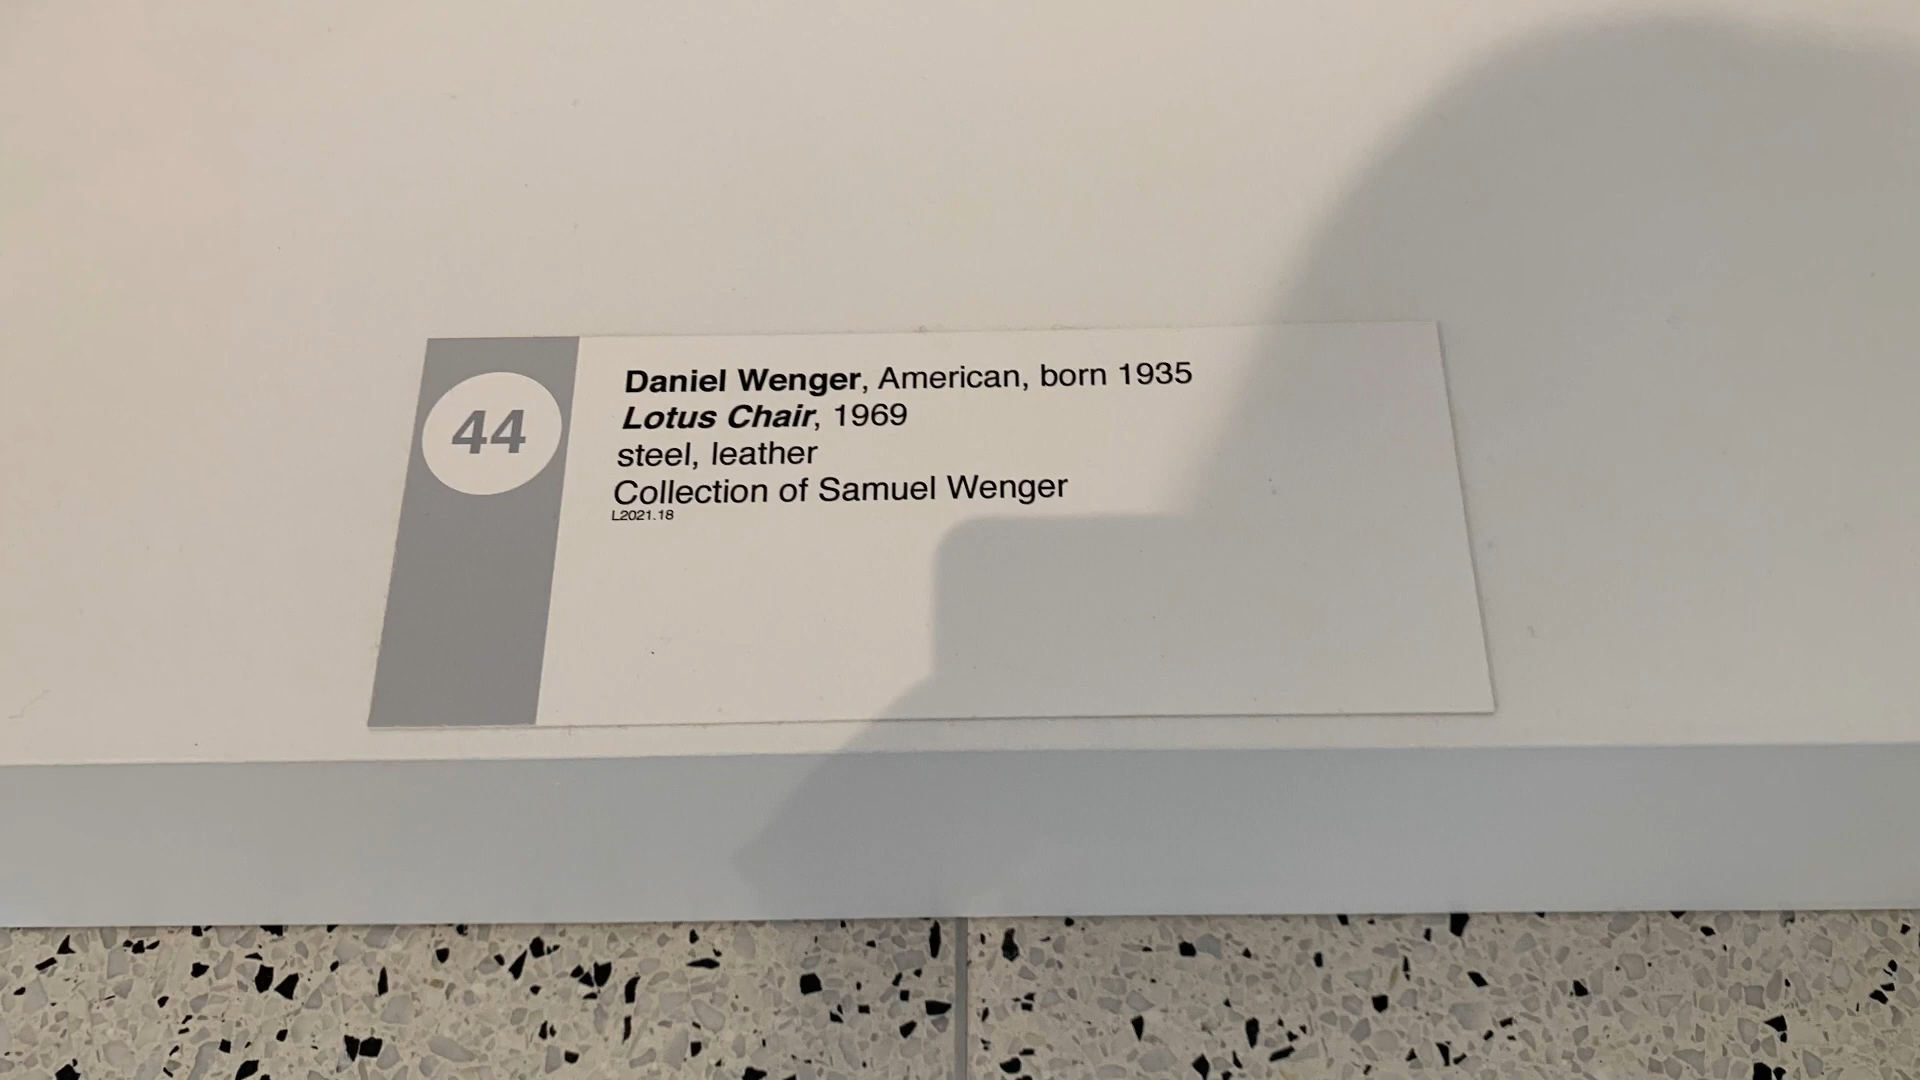 44
Daniel Wenger, American, born 1935
Lotus Chair, 1969
steel, leather
Collection of Samuel Wenger
L2021.18